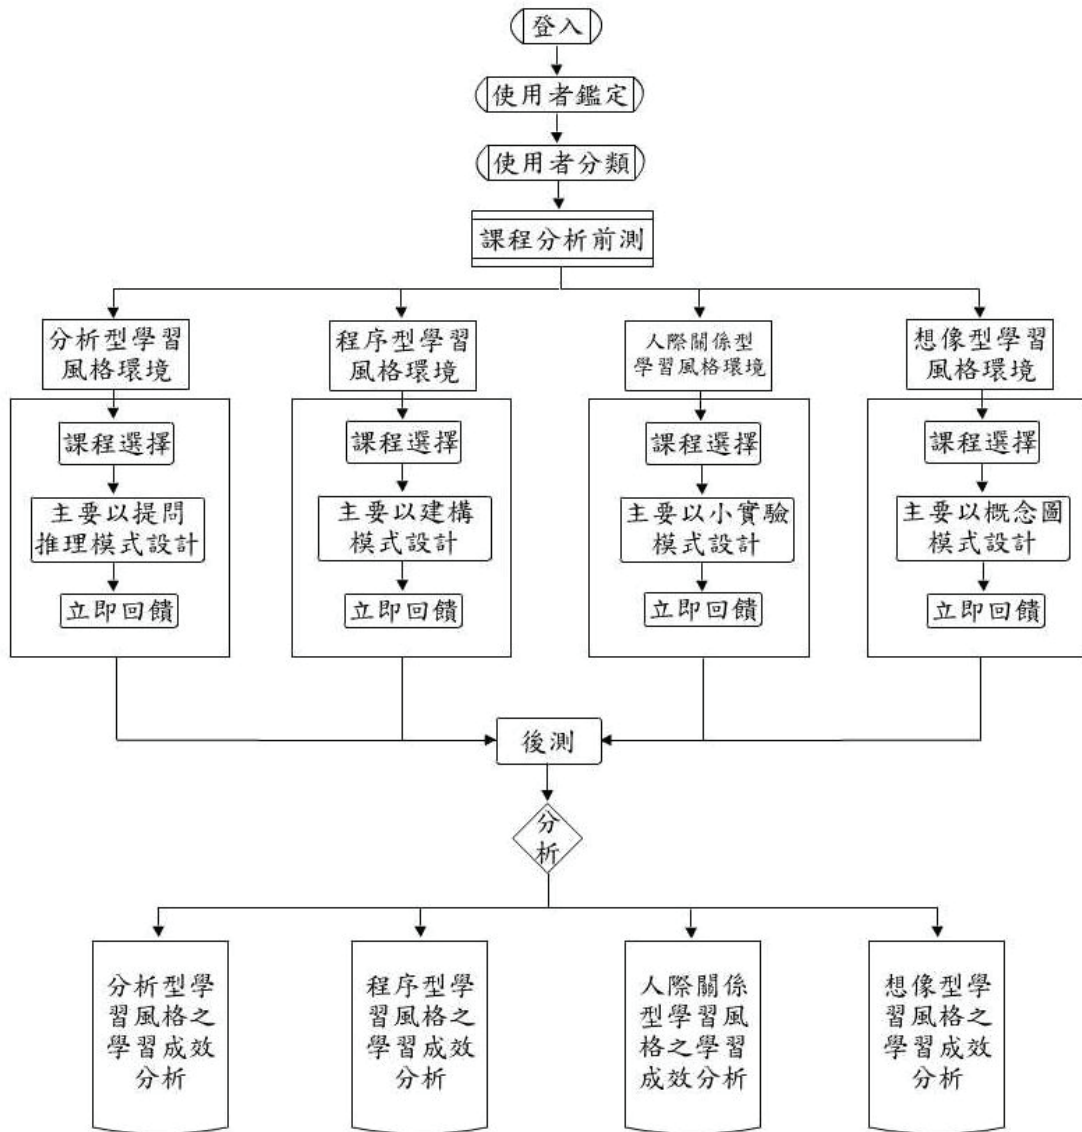 登入
使用者鑑定
使用者分類
課程分析前測
分析型學習
風格環境
程序型學習
風格環境
人際關係型
學習風格環境
想像型學習
風格環境
課程選擇
課程選擇
課程選擇
課程選擇
主要以提問
推理模式設計
主要以建構
模式設計
主要以小實驗
模式設計
主要以概念圖
模式設計
立即回饋
立即回饋
立即回饋
立即回饋
後測
分
析
分析型學
習風格之
學習成效
分析
程序型學
習風格之
學習成效
分析
人際關係
型學習風
格之學習
成效分析
想像型學
習風格之
學習成效
分析